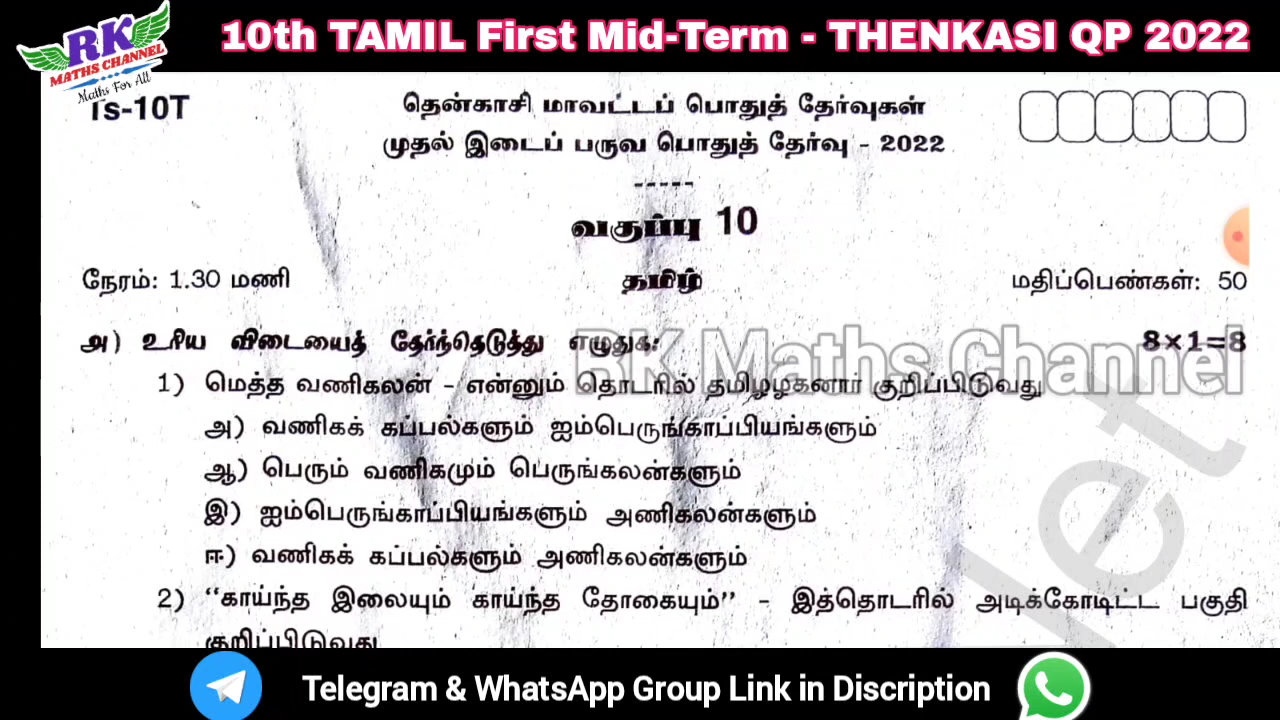 RK
MATHS CHANNEL
Maths For All
10th TAMIL First Mid-Term - THENKASI QP 2022
Ts-10T
தென்காசி மாவட்டப் பொதுத் தேர்வுகள்
முதல் இடைப் பருவ பொதுத் தேர்வு - 2022
-----
வகுப்பு 10
நேரம்: 1.30 மணி தமிழ் மதிப்பெண்கள்: 50
அ) உரிய விடையைத் தேர்ந்தெடுத்து எழுதுக: 8×1=8
RK Maths Channel
1) மெத்த வணிகலன் - என்னும் தொடரில் தமிழழகனார் குறிப்பிடுவது
அ) வணிகக் கப்பல்களும் ஐம்பெருங்காப்பியங்களும்
ஆ) பெரும் வணிகமும் பெருங்கலன்களும்
இ) ஐம்பெருங்காப்பியங்களும் அணிகலன்களும்
ஈ) வணிகக் கப்பல்களும் அணிகலன்களும்
2) “காய்ந்த இலையும் காய்ந்த தோகையும்” - இத்தொடரில் அடிக்கோடிட்ட பகுதி
குறிப்பிடுவது
let
Telegram & WhatsApp Group Link in Discription